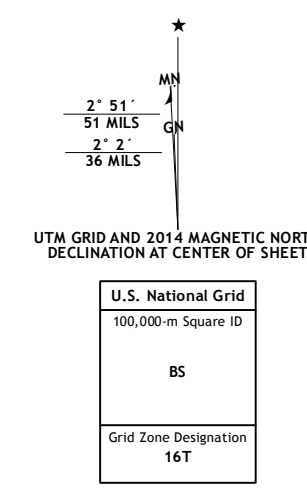 ★
MN
2° 51´
51 MILS
GN
2° 2´
36 MILS
UTM GRID AND 2014 MAGNETIC NORT
DECLINATION AT CENTER OF SHEET
U.S. National Grid
100,000-m Square ID
BS
Grid Zone Designation
16T